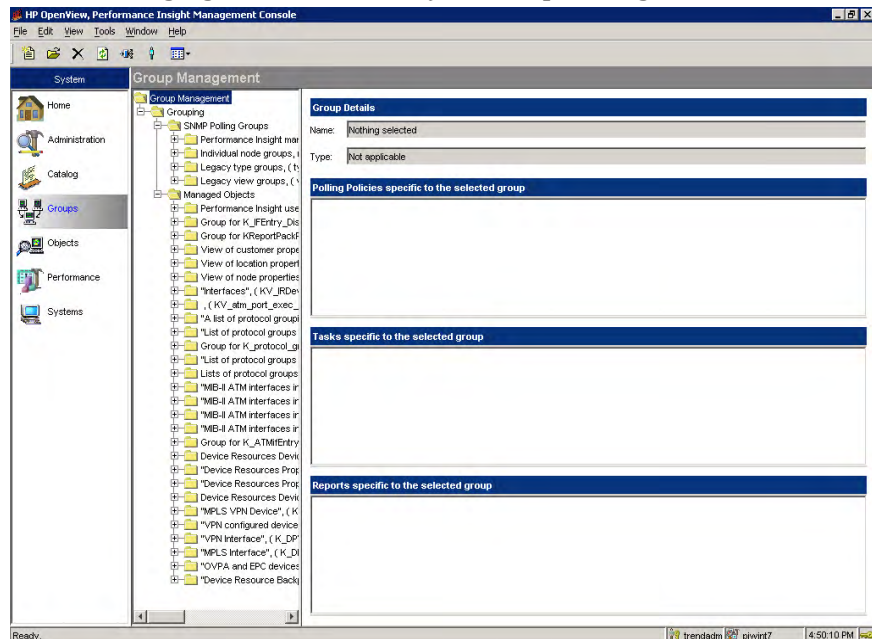 HP OpenView, Performance Insight Management Console
File Edit View Tools Window Help
System
Group Management
Home
Administration
Catalog
Groups
Objects
Performance
Systems
Group Management
Grouping
SNMP Polling Groups
Performance Insight mar
Individual node groups,
Legacy type groups, ( ty
Legacy view groups, ( v
Managed Objects
Performance Insight use
Group for K_IFEntry_Dis
Group for KReportPackF
View of customer prope
View of location propert
View of node properties
"Interfaces", ( KV_IRDev
, ( KV_atm_port_exec_
"A list of protocol groupi
"List of protocol groups
Group for K_protocol_gr
"List of protocol groups
Lists of protocol groups
"MIB-II ATM interfaces ir
"MIB-II ATM interfaces ir
"MIB-II ATM interfaces ir
"MIB-II ATM interfaces ir
Group for K_ATMifEntry
Device Resources Devic
"Device Resources Prop
"Device Resources Prop
Device Resources Devic
"MPLS VPN Device", ( K
"VPN configured device
"VPN Interface", ( K_DP
"MPLS Interface", ( K_DI
"OVPA and EPC devices
"Device Resource Backg
Group Details
Name: Nothing selected
Type: Not applicable
Polling Policies specific to the selected group
Tasks specific to the selected group
Reports specific to the selected group
Ready.
trendadm piwint7 4:50:10 PM